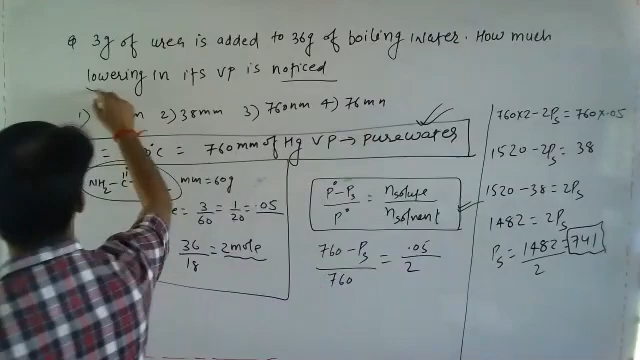 Q 3g of urea is added to 36g of boiling water. How much
lowering in its VP is noticed
1) m 2) 38mm 3) 760mm 4) 76mm
= °C = 760mm of Hg VP → pure water
NH₂-C mm = 60g
e = 3/60 = 1/20 = .05
36/18 = 2mole
P° - Ps / P° = nsolute / nsolvent
760 - Ps / 760 = .05 / 2
760×2 - 2Ps = 760×.05
1520 - 2Ps = 38
1520 - 38 = 2Ps
1482 = 2Ps
Ps = 1482/2 = 741